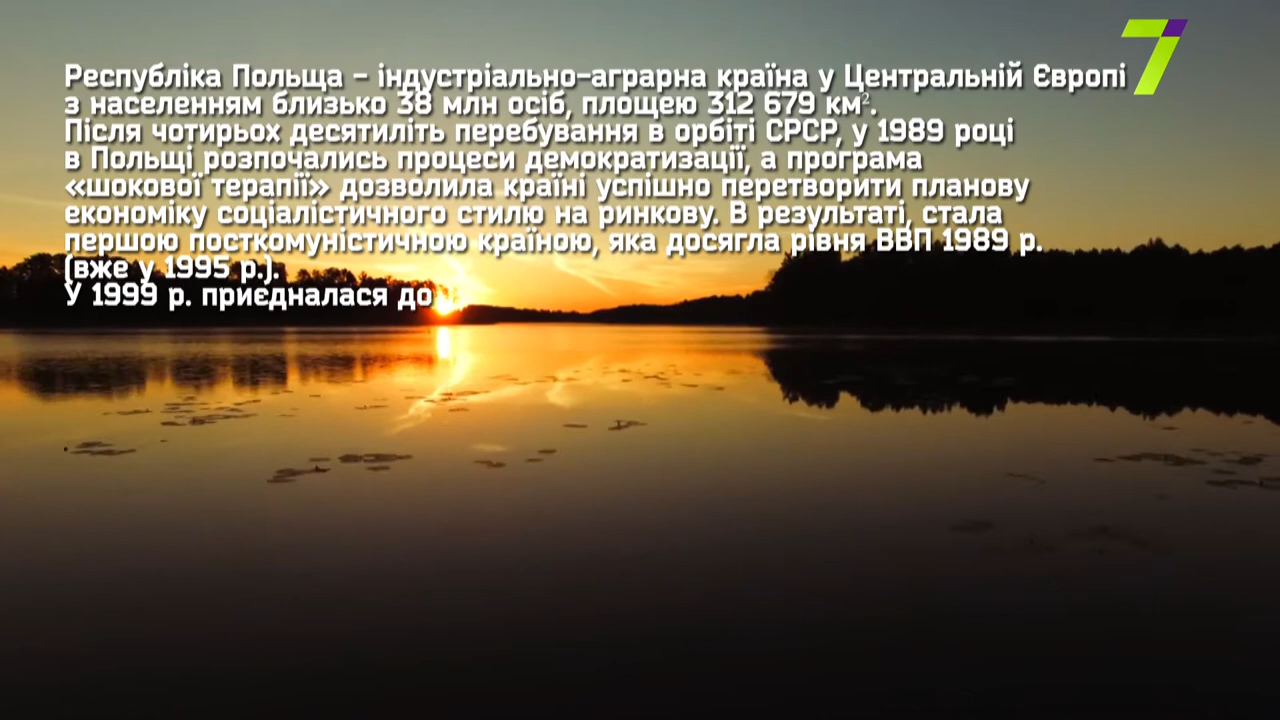 7
Республіка Польща – індустріально-аграрна країна у Центральній Європі
з населенням близько 38 млн осіб, площею 312 679 км².
Після чотирьох десятиліть перебування в орбіті СРСР, у 1989 році
в Польщі розпочались процеси демократизації, а програма
«шокової терапії» дозволила країні успішно перетворити планову
економіку соціалістичного стилю на ринкову. В результаті, стала
першою посткомуністичною країною, яка досягла рівня ВВП 1989 р.
(вже у 1995 р.).
У 1999 р. приєдналася до